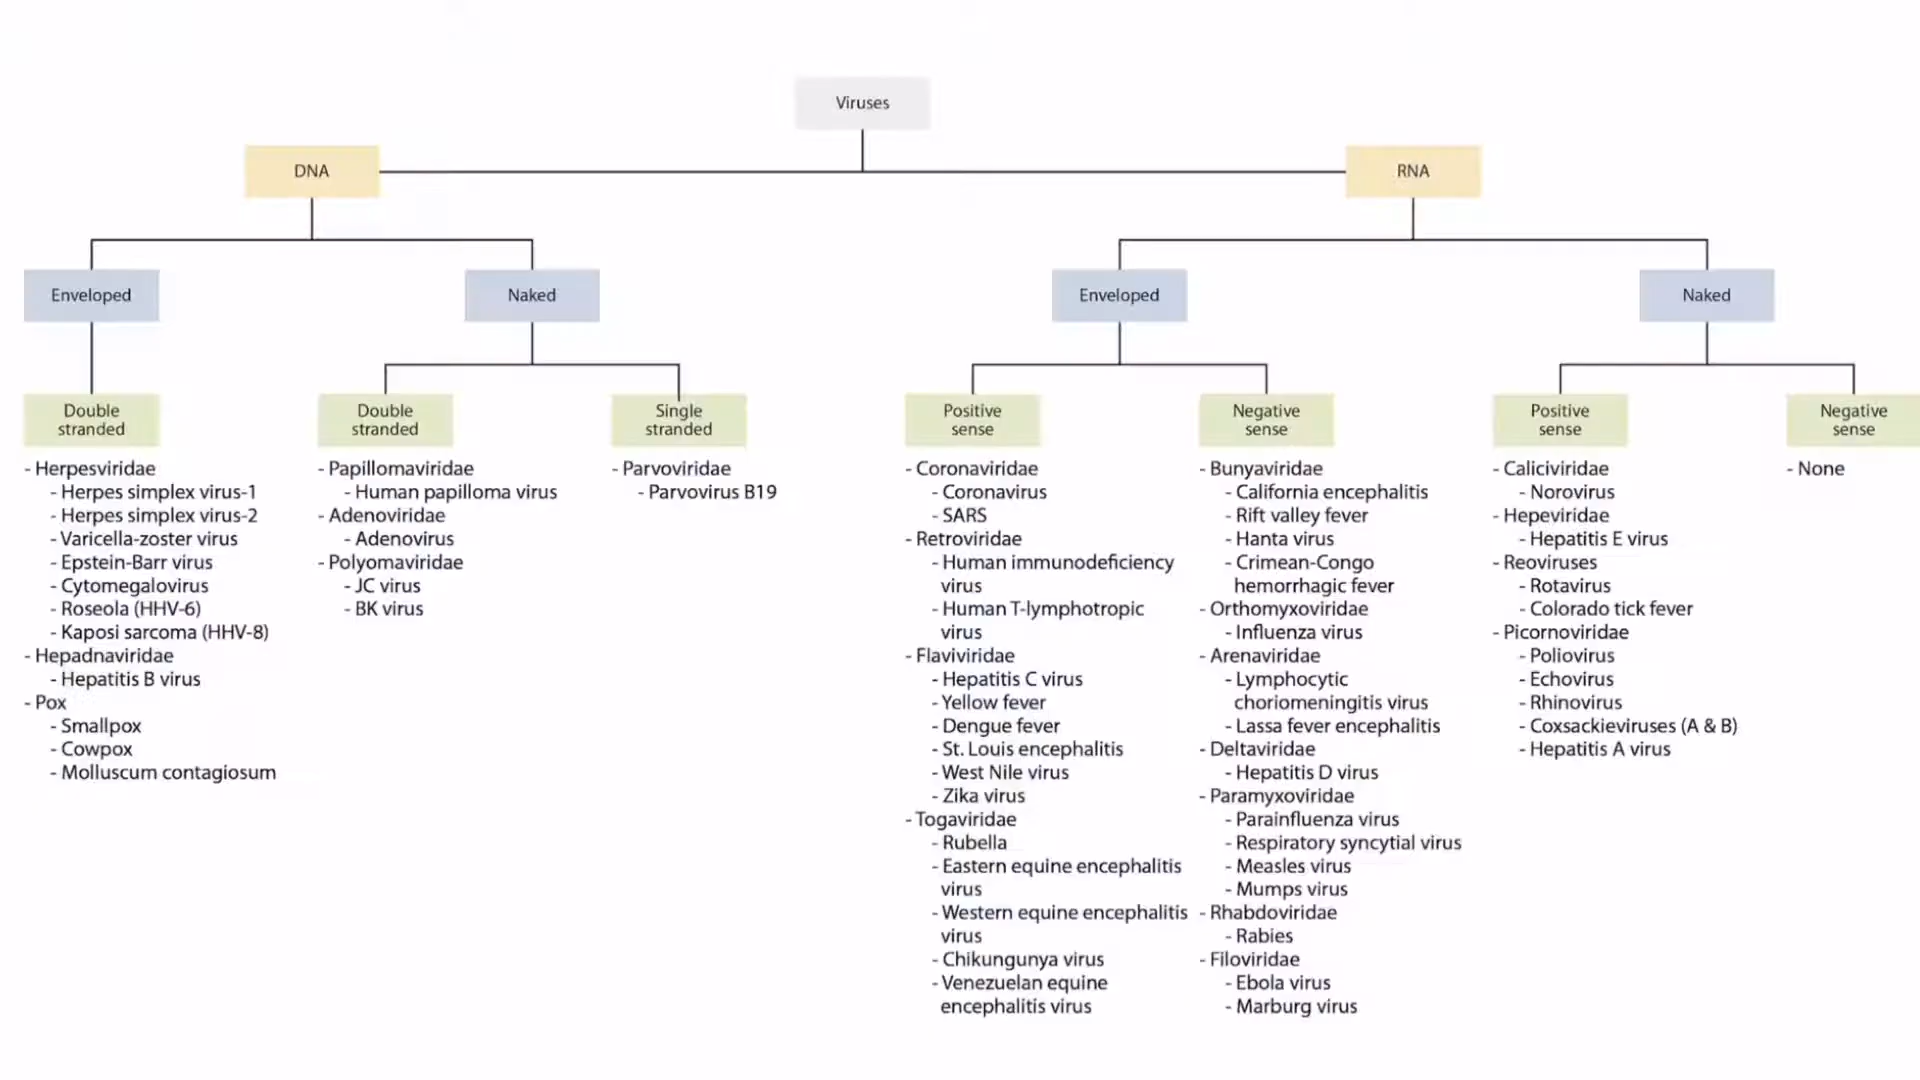 Viruses
DNA
RNA
Enveloped
Naked
Enveloped
Naked
Double
stranded
- Herpesviridae
- Herpes simplex virus-1
- Herpes simplex virus-2
- Varicella-zoster virus
- Epstein-Barr virus
- Cytomegalovirus
- Roseola (HHV-6)
- Kaposi sarcoma (HHV-8)
- Hepadnaviridae
- Hepatitis B virus
- Pox
- Smallpox
- Cowpox
- Molluscum contagiosum
Double
stranded
- Papillomaviridae
- Human papilloma virus
- Adenoviridae
- Adenovirus
- Polyomaviridae
- JC virus
- BK virus
Single
stranded
- Parvoviridae
- Parvovirus B19
Positive
sense
- Coronaviridae
- Coronavirus
- SARS
- Retroviridae
- Human immunodeficiency
virus
- Human T-lymphotropic
virus
- Flaviviridae
- Hepatitis C virus
- Yellow fever
- Dengue fever
- St. Louis encephalitis
- West Nile virus
- Zika virus
- Togaviridae
- Rubella
- Eastern equine encephalitis
virus
- Western equine encephalitis
virus
- Chikungunya virus
- Venezuelan equine
encephalitis virus
Negative
sense
- Bunyaviridae
- California encephalitis
- Rift valley fever
- Hanta virus
- Crimean-Congo
hemorrhagic fever
- Orthomyxoviridae
- Influenza virus
- Arenaviridae
- Lymphocytic
choriomeningitis virus
- Lassa fever encephalitis
- Deltaviridae
- Hepatitis D virus
- Paramyxoviridae
- Parainfluenza virus
- Respiratory syncytial virus
- Measles virus
- Mumps virus
- Rhabdoviridae
- Rabies
- Filoviridae
- Ebola virus
- Marburg virus
Positive
sense
- Caliciviridae
- Norovirus
- Hepeviridae
- Hepatitis E virus
- Reoviruses
- Rotavirus
- Colorado tick fever
- Picornoviridae
- Poliovirus
- Echovirus
- Rhinovirus
- Coxsackieviruses (A & B)
- Hepatitis A virus
Negative
sense
- None